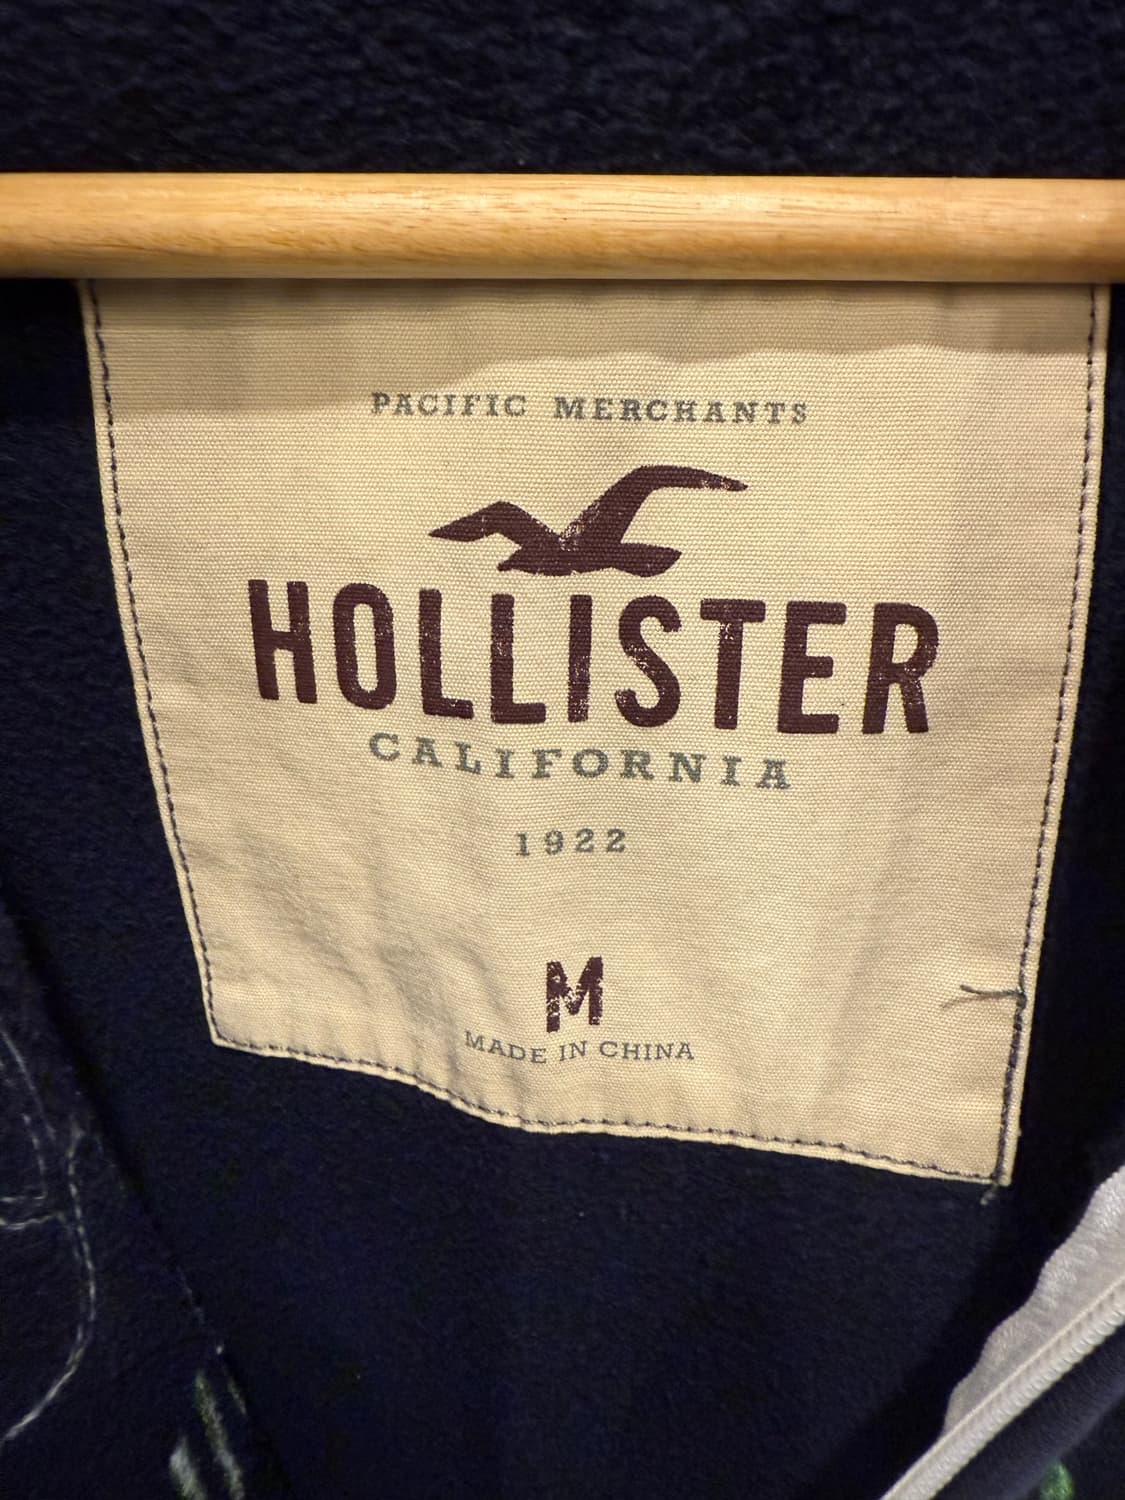 PACIFIC MERCHANTS
HOLLISTER
CALIFORNIA
1922
M
MADE IN CHINA